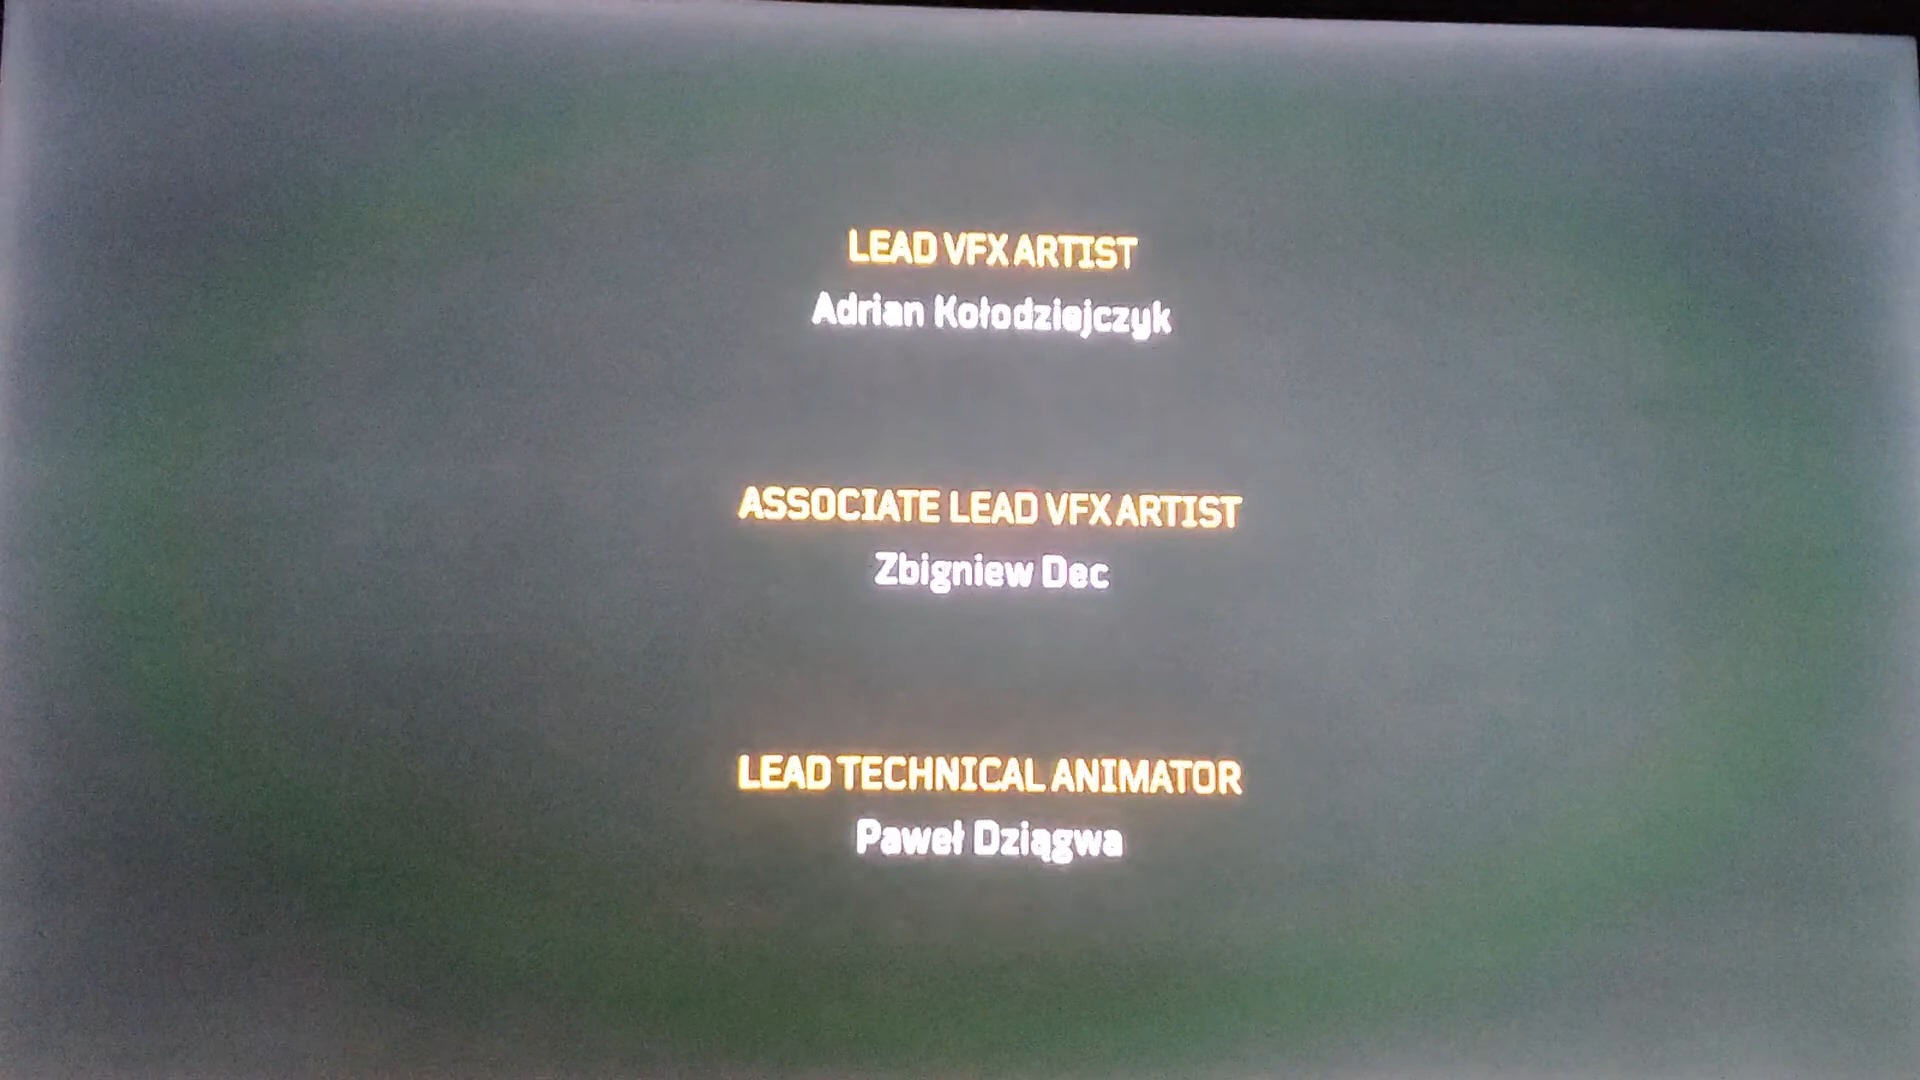 LEAD VFX ARTIST
Adrian Kołodziejczyk
ASSOCIATE LEAD VFX ARTIST
Zbigniew Dec
LEAD TECHNICAL ANIMATOR
Paweł Dziągwa